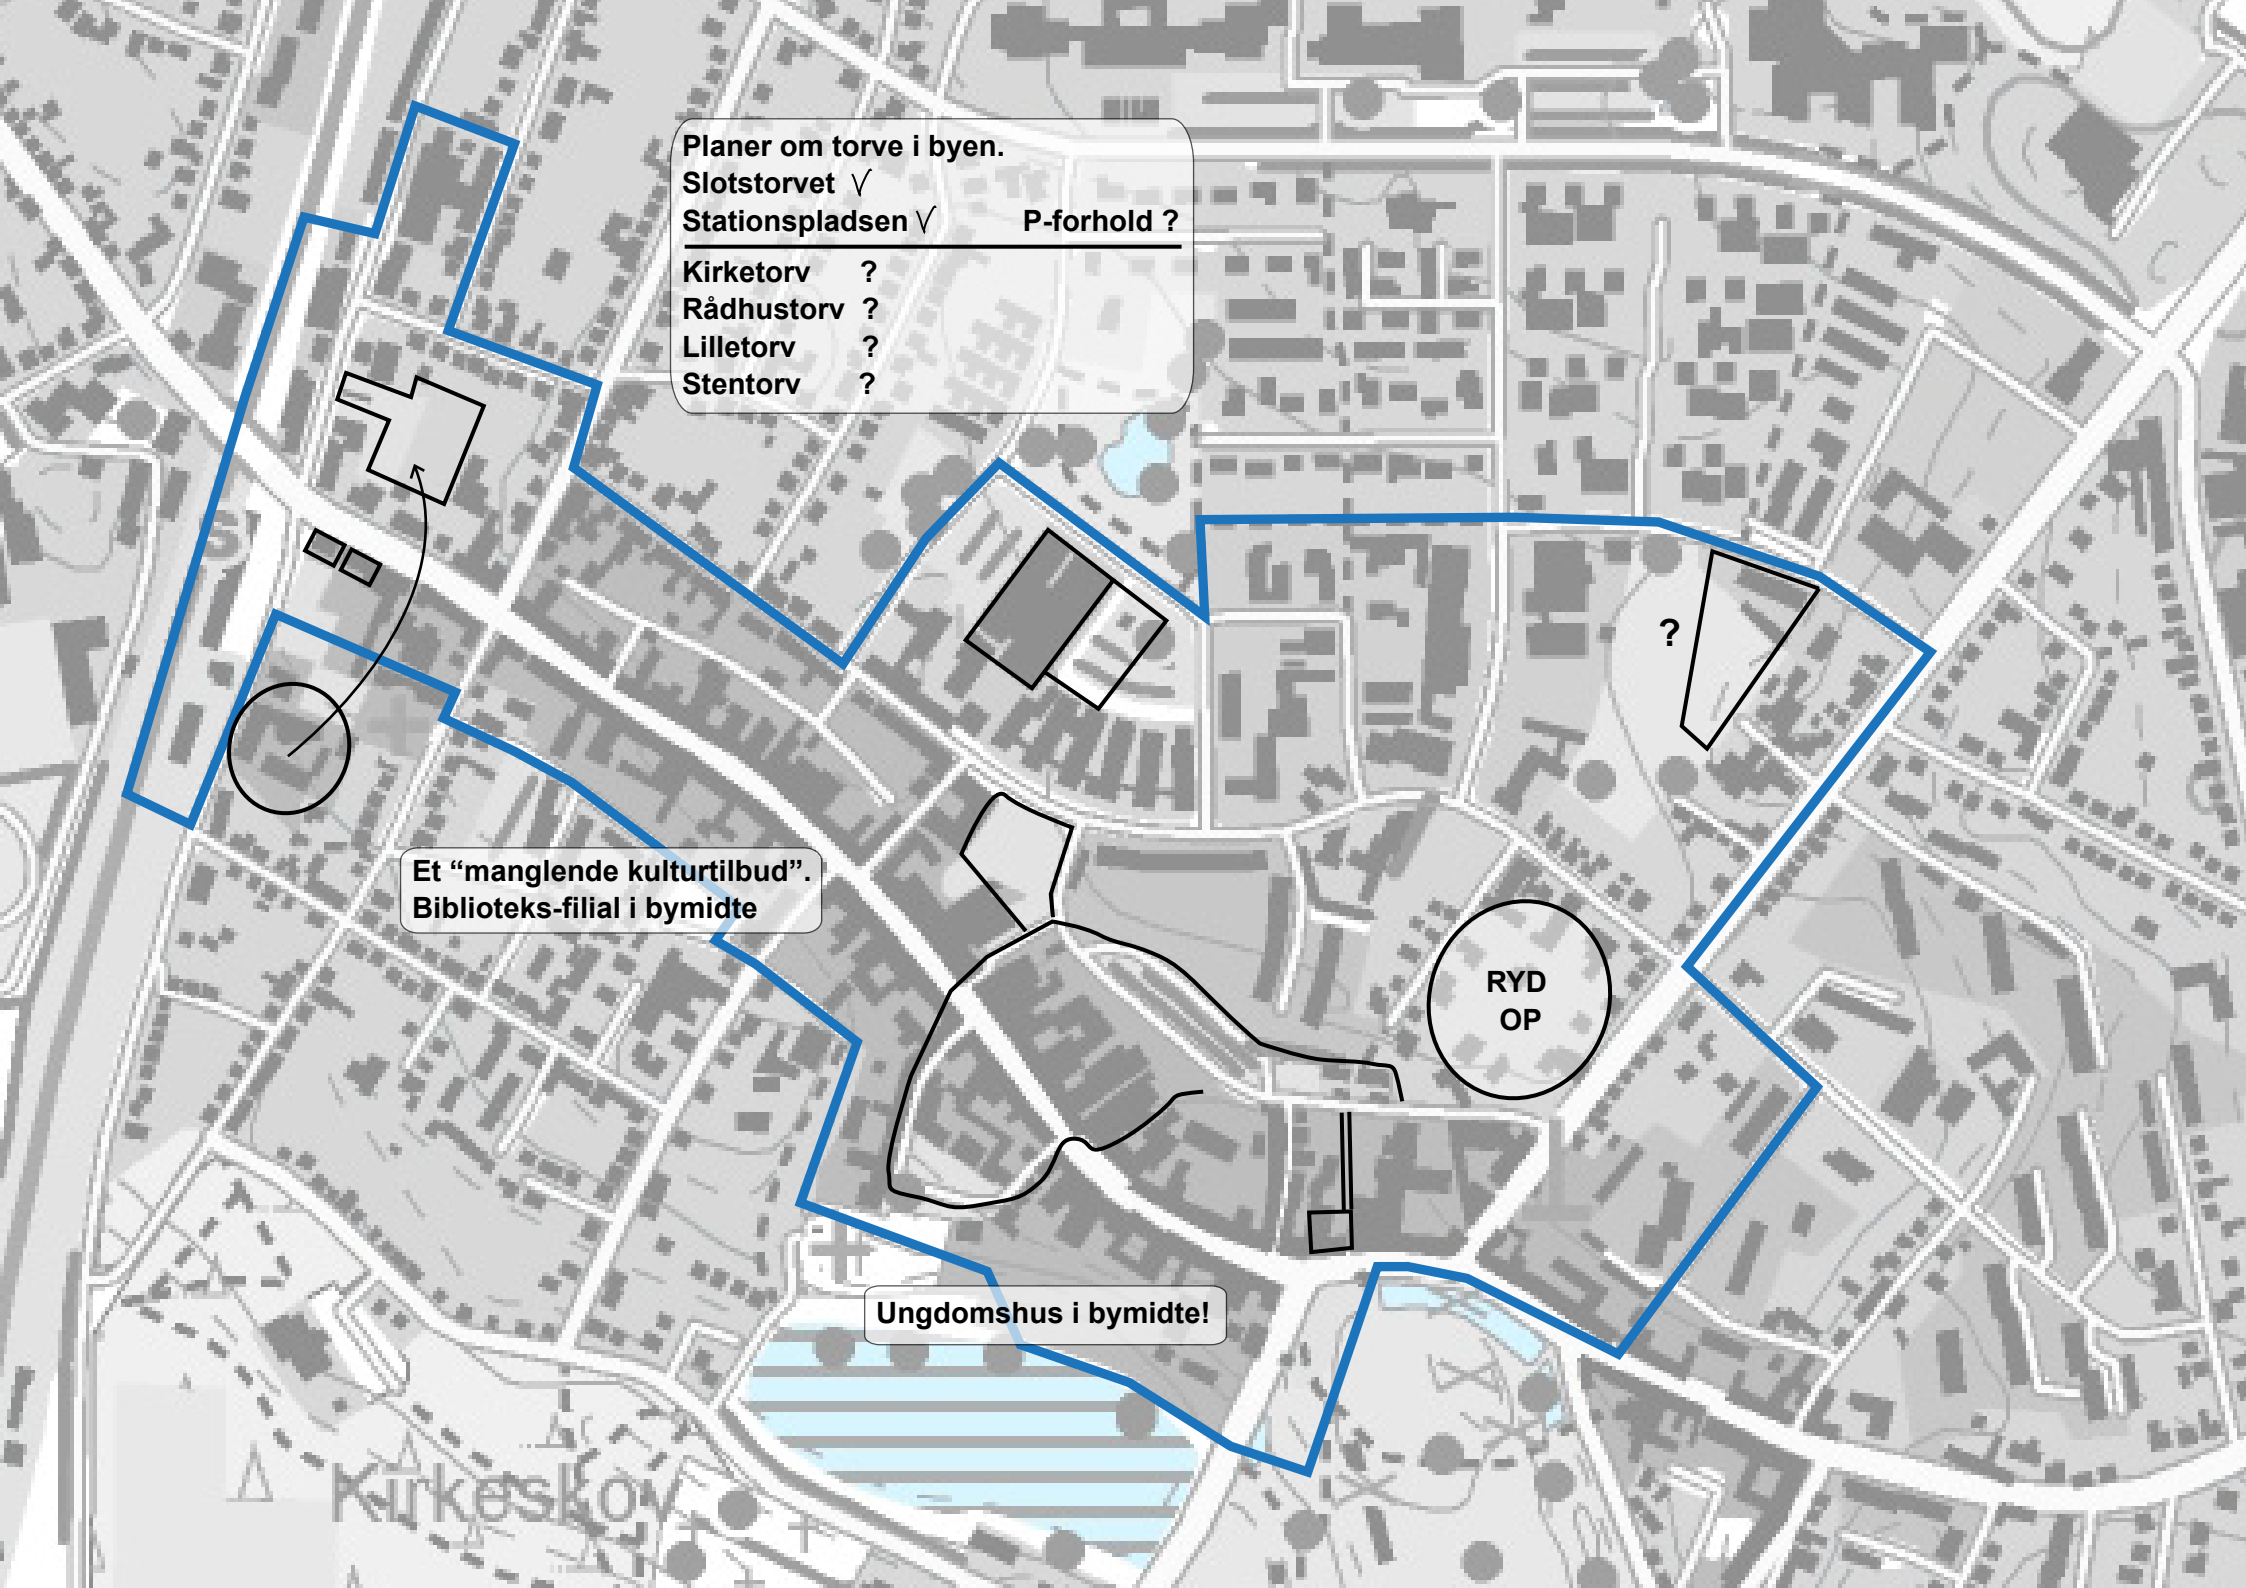 Planer om torve i byen.
Slotstorvet √
Stationspladsen √ P-forhold ?
Kirketorv ?
Rådhustorv ?
Lilletorv ?
Stentorv ?
?
Et “manglende kulturtilbud”.
Biblioteks-filial i bymidte
RYD
OP
Ungdomshus i bymidte!
Kirkeskov